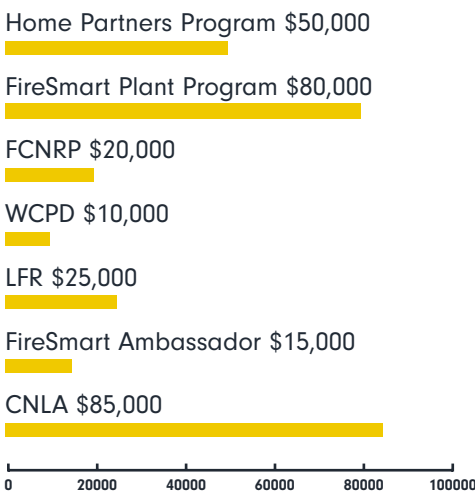 Home Partners Program $50,000
FireSmart Plant Program $80,000
FCNRP $20,000
WCPD $10,000
LFR $25,000
FireSmart Ambassador $15,000
CNLA $85,000
0 20000 40000 60000 80000 100000